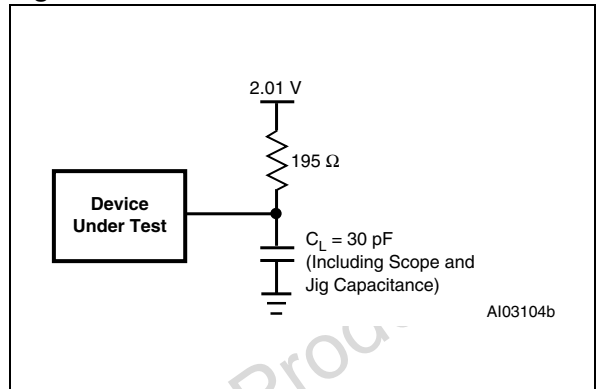 2.01 V
195 Ω
Device
Under Test
C_L = 30 pF
(Including Scope and
Jig Capacitance)
AI03104b